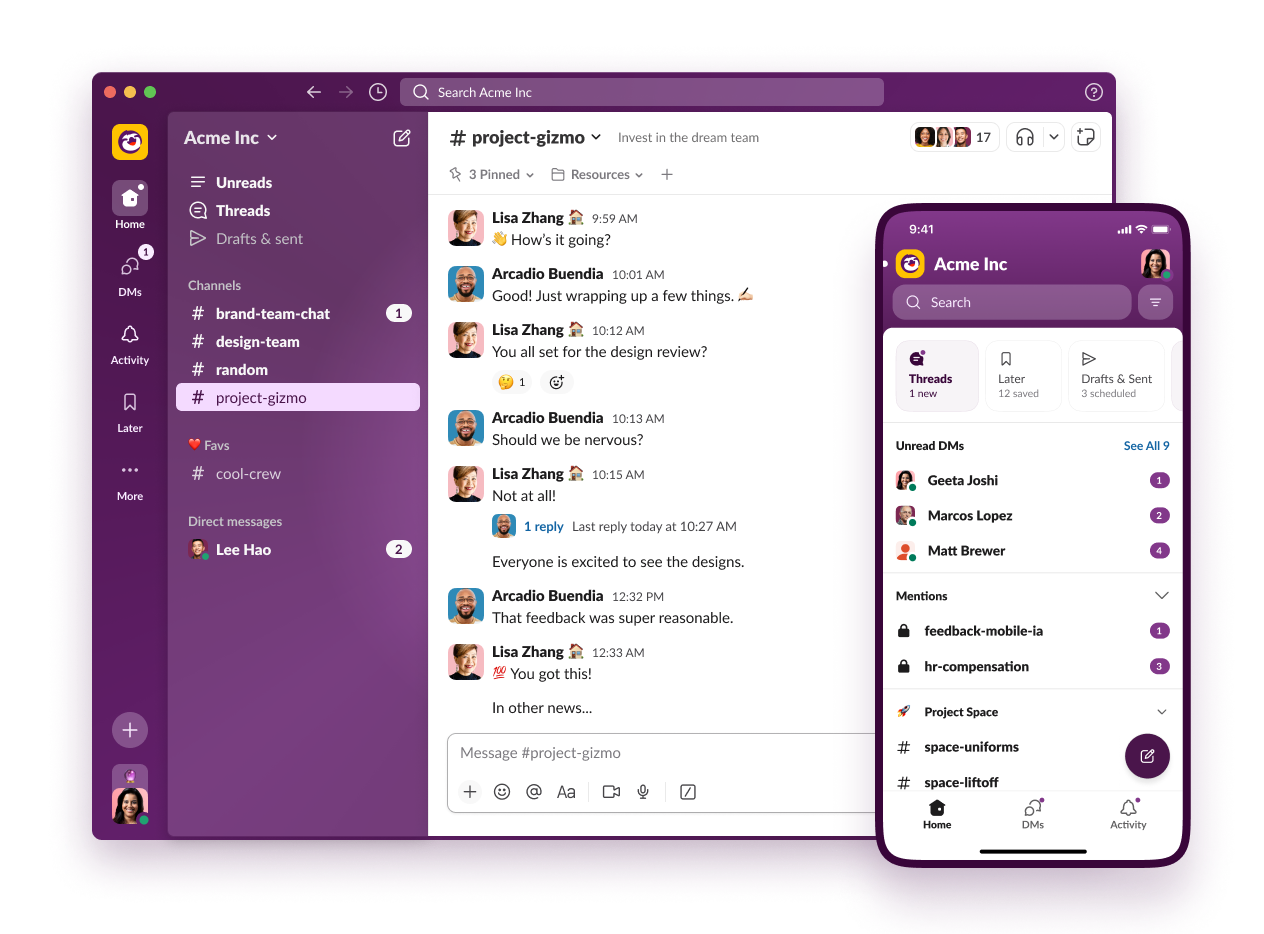 Search Acme Inc
Home
1
DMs
Activity
Later
More
Acme Inc
Unreads
Threads
Drafts & sent
Channels
# brand-team-chat 1
# design-team
# random
# project-gizmo
❤️ Favs
# cool-crew
Direct messages
Lee Hao 2
# project-gizmo Invest in the dream team 17
3 Pinned Resources +
Lisa Zhang 🏠 9:59 AM
👋 How’s it going?
Arcadio Buendia 10:01 AM
Good! Just wrapping up a few things. ✍🏻
Lisa Zhang 🏠 10:12 AM
You all set for the design review?
🤔 1
Arcadio Buendia 10:13 AM
Should we be nervous?
Lisa Zhang 🏠 10:15 AM
Not at all!
1 reply Last reply today at 10:27 AM
Everyone is excited to see the designs.
Arcadio Buendia 12:32 PM
That feedback was super reasonable.
Lisa Zhang 🏠 12:33 AM
💯 You got this!
In other news...
Message #project-gizmo
+ @ Aa
9:41
Acme Inc
Search
Threads
1 new
Later
12 saved
Drafts & Sent
3 scheduled
Unread DMs See All 9
Geeta Joshi 1
Marcos Lopez 2
Matt Brewer 4
Mentions
feedback-mobile-ia 1
hr-compensation 3
🚀 Project Space
# space-uniforms
# space-liftoff
Home DMs Activity